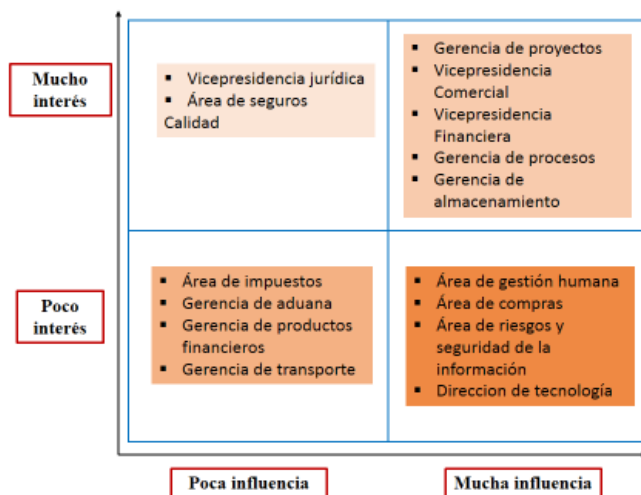 Mucho
interés
▪ Vicepresidencia jurídica
▪ Área de seguros
Calidad
▪ Gerencia de proyectos
▪ Vicepresidencia
Comercial
▪ Vicepresidencia
Financiera
▪ Gerencia de procesos
▪ Gerencia de
almacenamiento
Poco
interés
▪ Área de impuestos
▪ Gerencia de aduana
▪ Gerencia de productos
financieros
▪ Gerencia de transporte
▪ Área de gestión humana
▪ Área de compras
▪ Área de riesgos y
seguridad de la
información
▪ Direccion de tecnología
Poca influencia
Mucha influencia